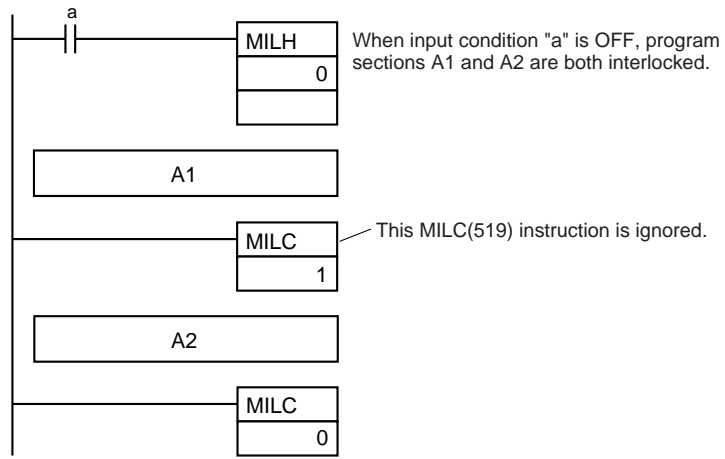 a
MILH
0
When input condition "a" is OFF, program
sections A1 and A2 are both interlocked.
A1
MILC
1
This MILC(519) instruction is ignored.
A2
MILC
0